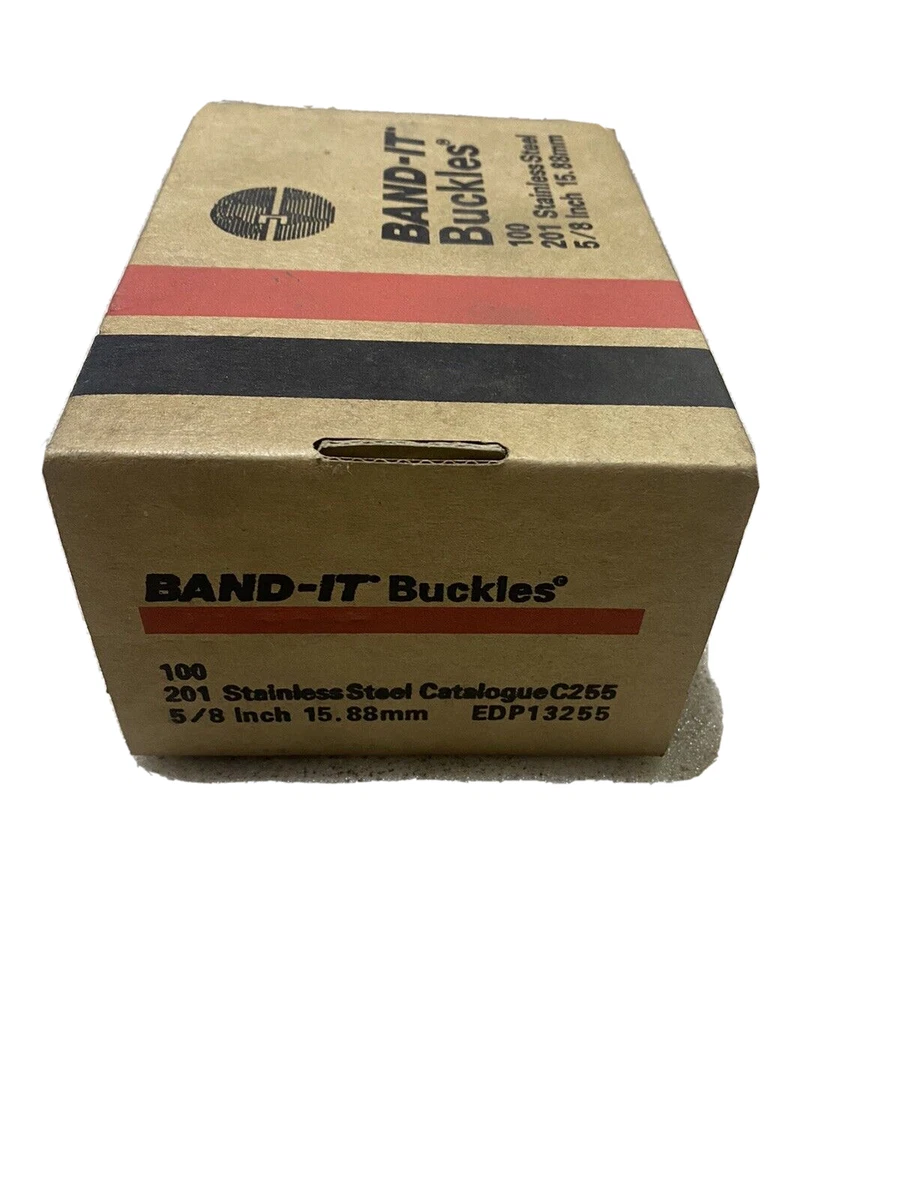 BAND-IT®
Buckles®
100
201 Stainless Steel
5/8 Inch 15.88mm
BAND-IT® Buckles®
100
201 Stainless Steel Catalogue C255
5/8 Inch 15.88mm EDP13255